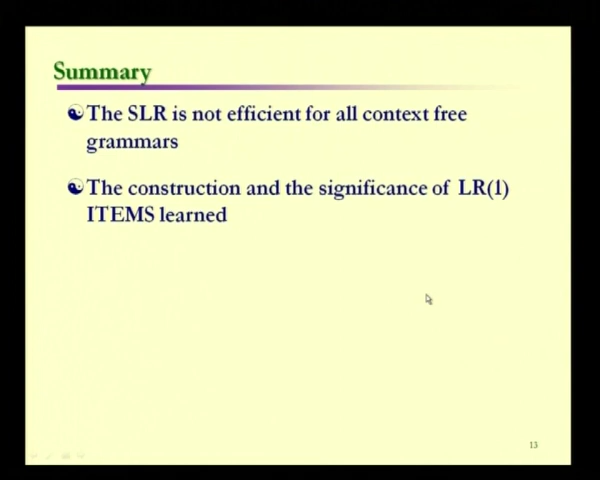 Summary
The SLR is not efficient for all context free
grammars
The construction and the significance of LR(1)
ITEMS learned
13